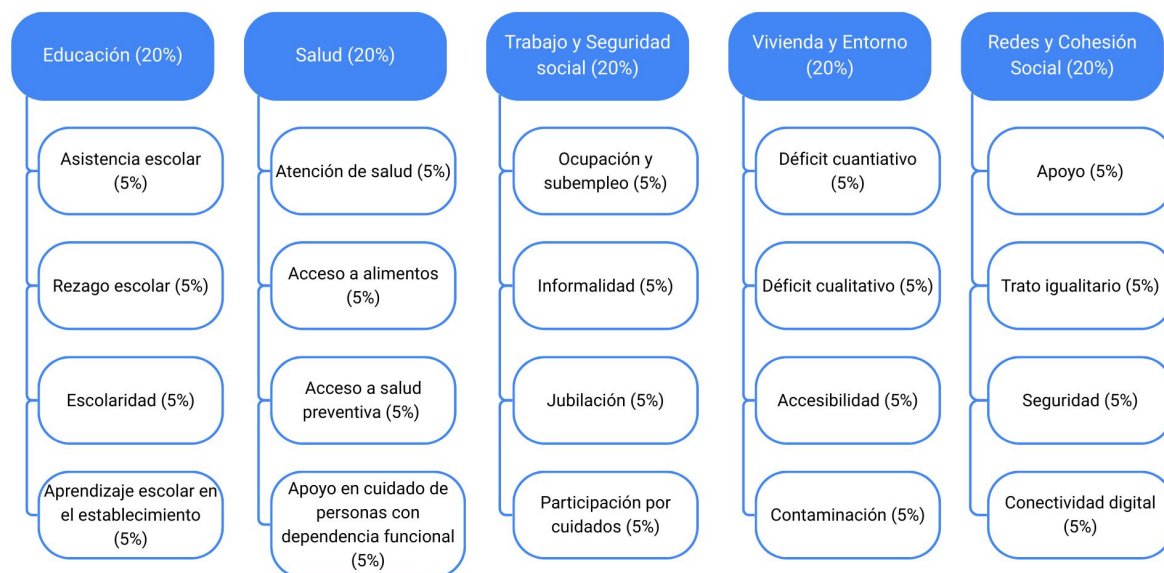 Educación (20%)
Asistencia escolar
(5%)
Rezago escolar (5%)
Escolaridad (5%)
Aprendizaje escolar en
el establecimiento
(5%)
Salud (20%)
Atención de salud (5%)
Acceso a alimentos
(5%)
Acceso a salud
preventiva (5%)
Apoyo en cuidado de
personas con
dependencia funcional
(5%)
Trabajo y Seguridad
social (20%)
Ocupación y
subempleo (5%)
Informalidad (5%)
Jubilación (5%)
Participación por
cuidados (5%)
Vivienda y Entorno
(20%)
Déficit cuantiativo
(5%)
Déficit cualitativo (5%)
Accesibilidad (5%)
Contaminación (5%)
Redes y Cohesión
Social (20%)
Apoyo (5%)
Trato igualitario (5%)
Seguridad (5%)
Conectividad digital
(5%)